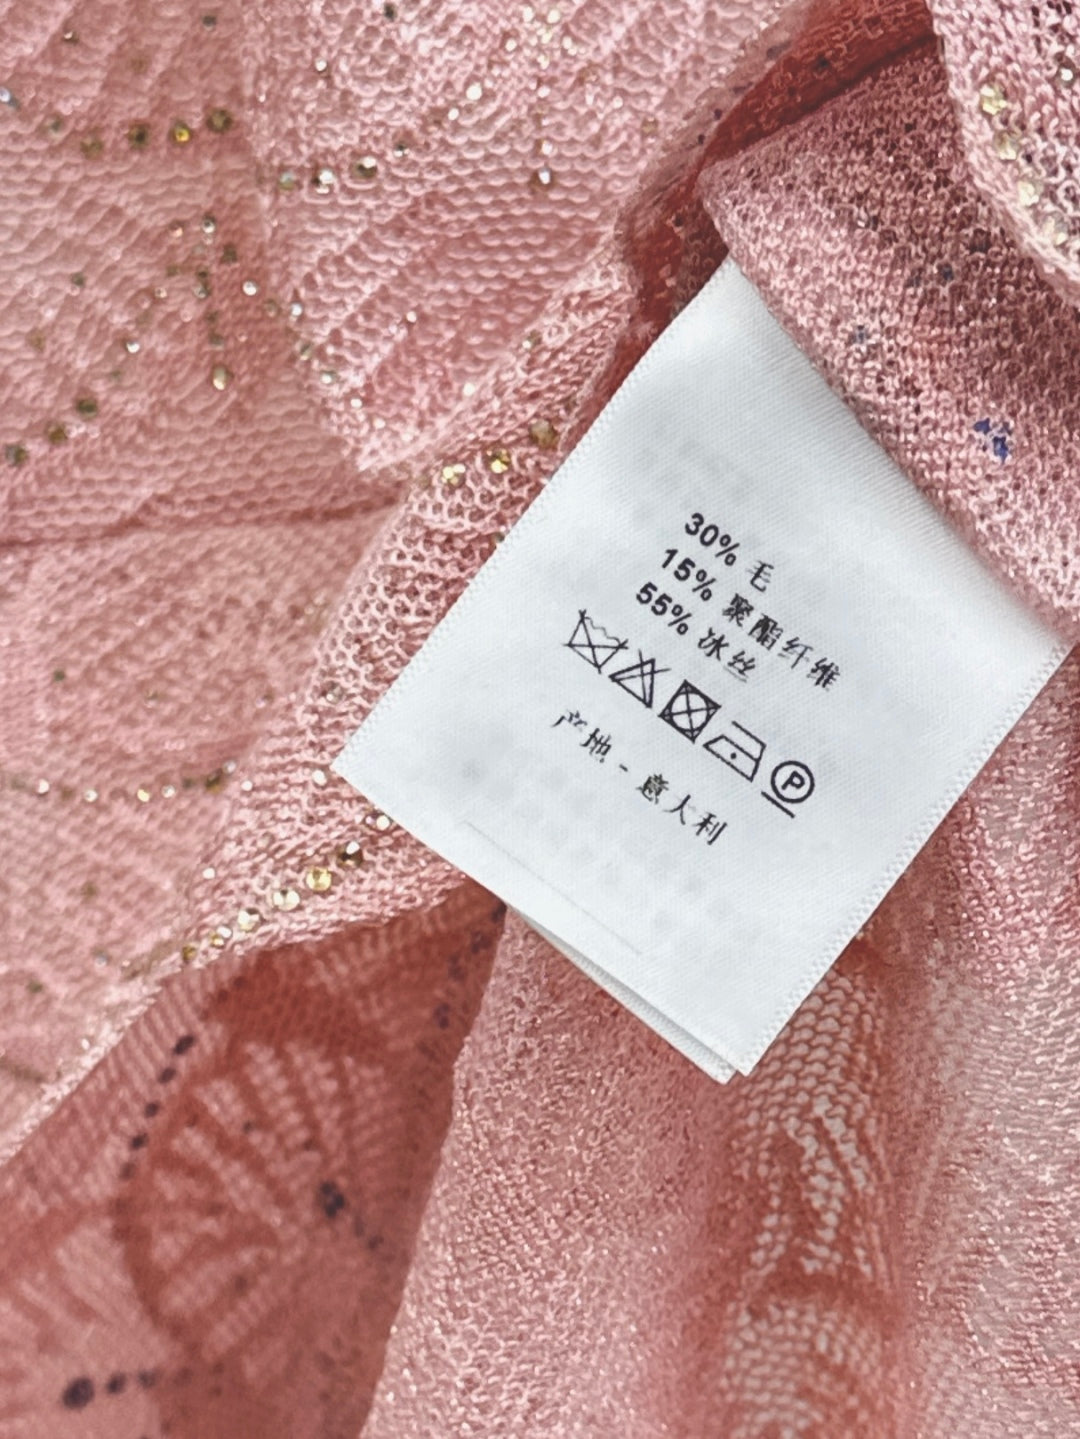 30% 毛
15% 聚酯纤维
55% 冰丝
P
产地-意大利